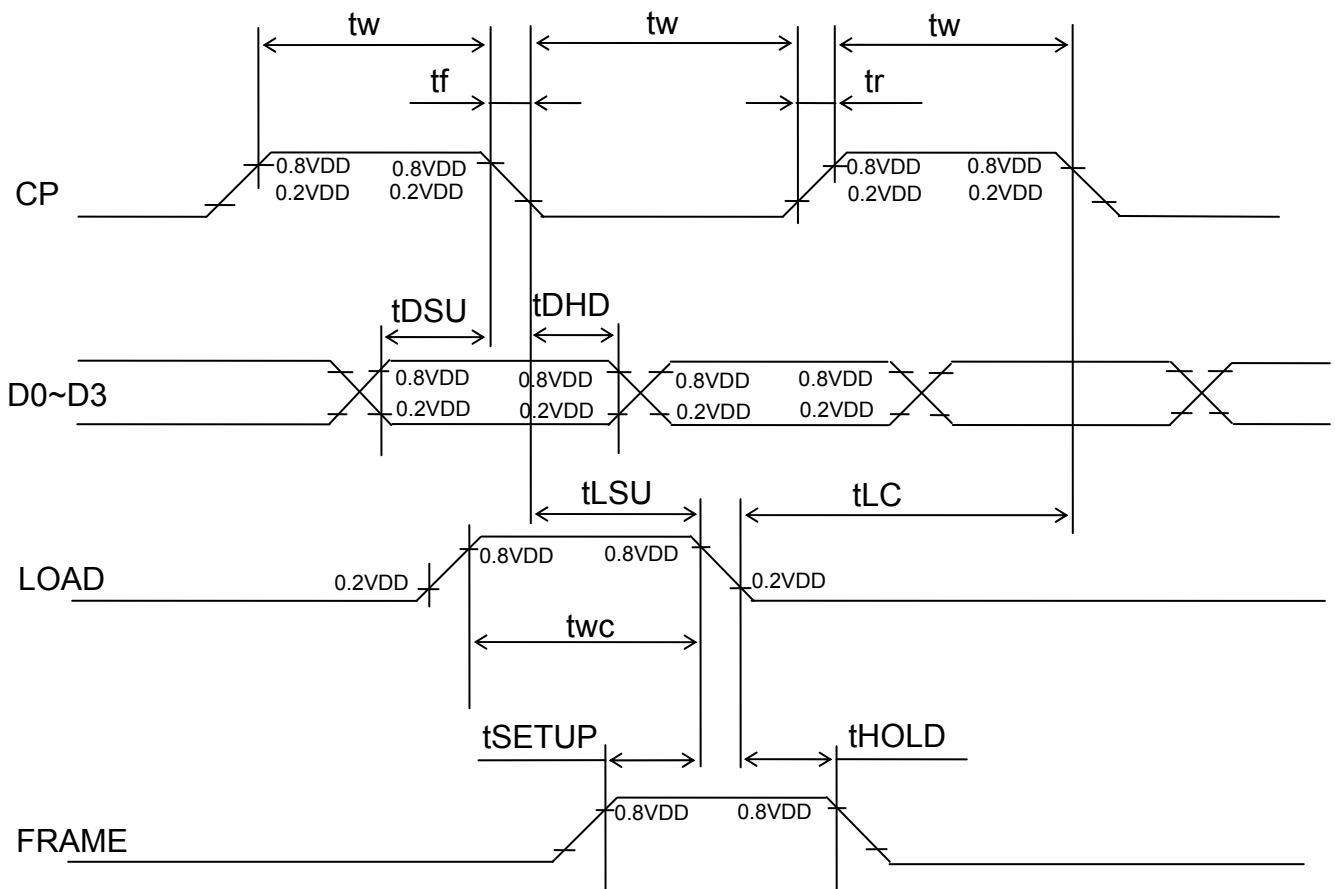 tw tw tw
tf tr
0.8VDD 0.8VDD 0.8VDD 0.8VDD
CP 0.2VDD 0.2VDD 0.2VDD 0.2VDD
tDSU tDHD
0.8VDD 0.8VDD 0.8VDD 0.8VDD
D0~D3
0.2VDD 0.2VDD 0.2VDD 0.2VDD
tLSU tLC
0.8VDD 0.8VDD
LOAD 0.2VDD 0.2VDD
twc
tSETUP tHOLD
0.8VDD 0.8VDD
FRAME